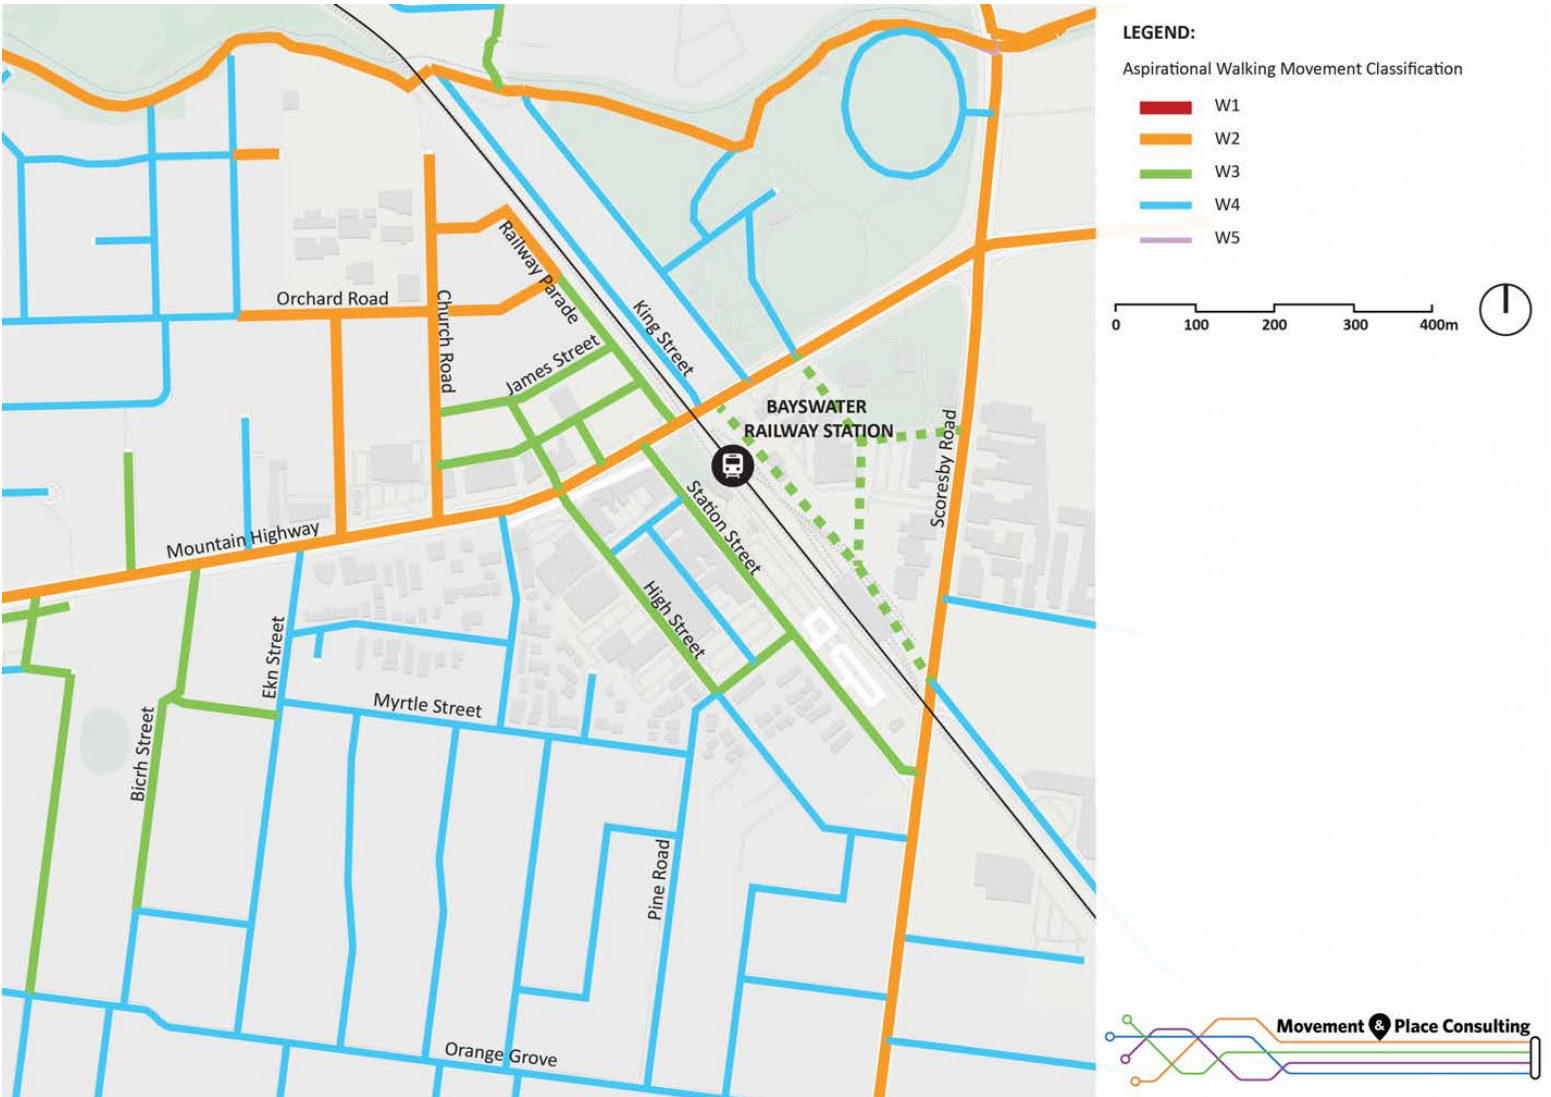 LEGEND:
Aspirational Walking Movement Classification
W1
W2
W3
W4
W5
0 100 200 300 400m
Railway Parade
Orchard Road
Church Road
King Street
James Street
BAYSWATER
RAILWAY STATION
Scoresby Road
Station Street
Mountain Highway
High Street
Ekn Street
Myrtle Street
Bicrh Street
Pine Road
Orange Grove
Movement & Place Consulting